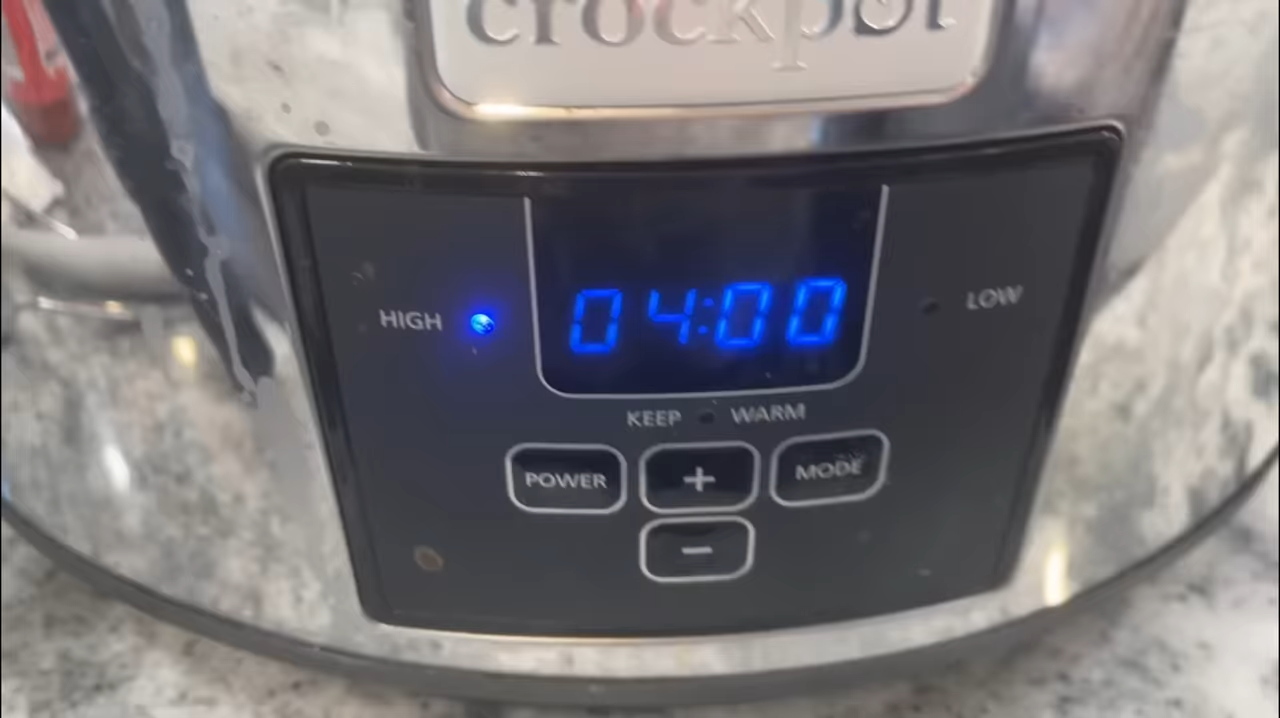 crockpot
HIGH 04:00 LOW
KEEP WARM
POWER + MODE
−